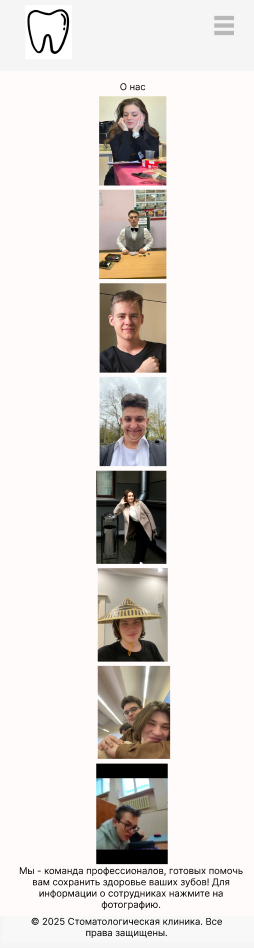 О нас
Мы - команда профессионалов, готовых помочь
вам сохранить здоровье ваших зубов! Для
информации о сотрудниках нажмите на
фотографию.
© 2025 Стоматологическая клиника. Все
права защищены.